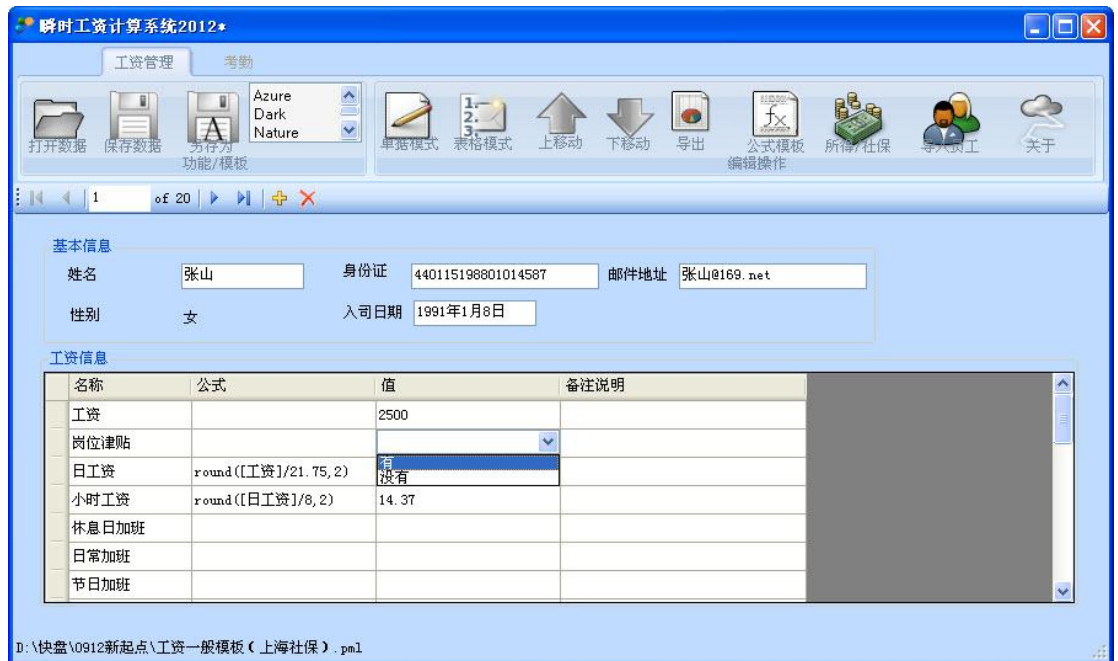 瞬时工资计算系统2012*
工资管理 考勤
Azure
Dark
Nature
打开数据 保存数据 另存为 单据模式 表格模式 上移动 下移动 导出 公式模板 所得/社保 导入员工 关于
功能/模板 编辑操作
1 of 20
基本信息
姓名 张山 身份证 440115198801014587 邮件地址 张山@169.net
性别 女 入司日期 1991年1月8日
工资信息
名称 公式 值 备注说明
工资 2500
岗位津贴
日工资 round([工资]/21.75,2) 有
没有
小时工资 round([日工资]/8,2) 14.37
休息日加班
日常加班
节日加班
D:\快盘\0912新起点\工资一般模板(上海社保).pml